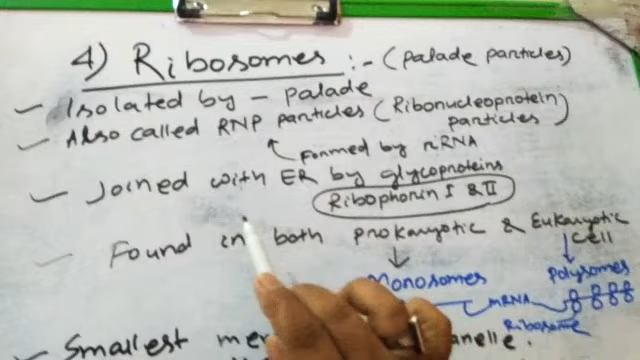 4) Ribosomes :- (Palade particles)
Isolated by - Palade
Also called RNP particles (Ribonucleoprotein particles)
Formed by rRNA
Joined with ER by glycoproteins
Ribophorin I & II
Found in both prokaryotic & Eukaryotic cell
Monosomes Polysomes
mRNA
Ribosome
Smallest